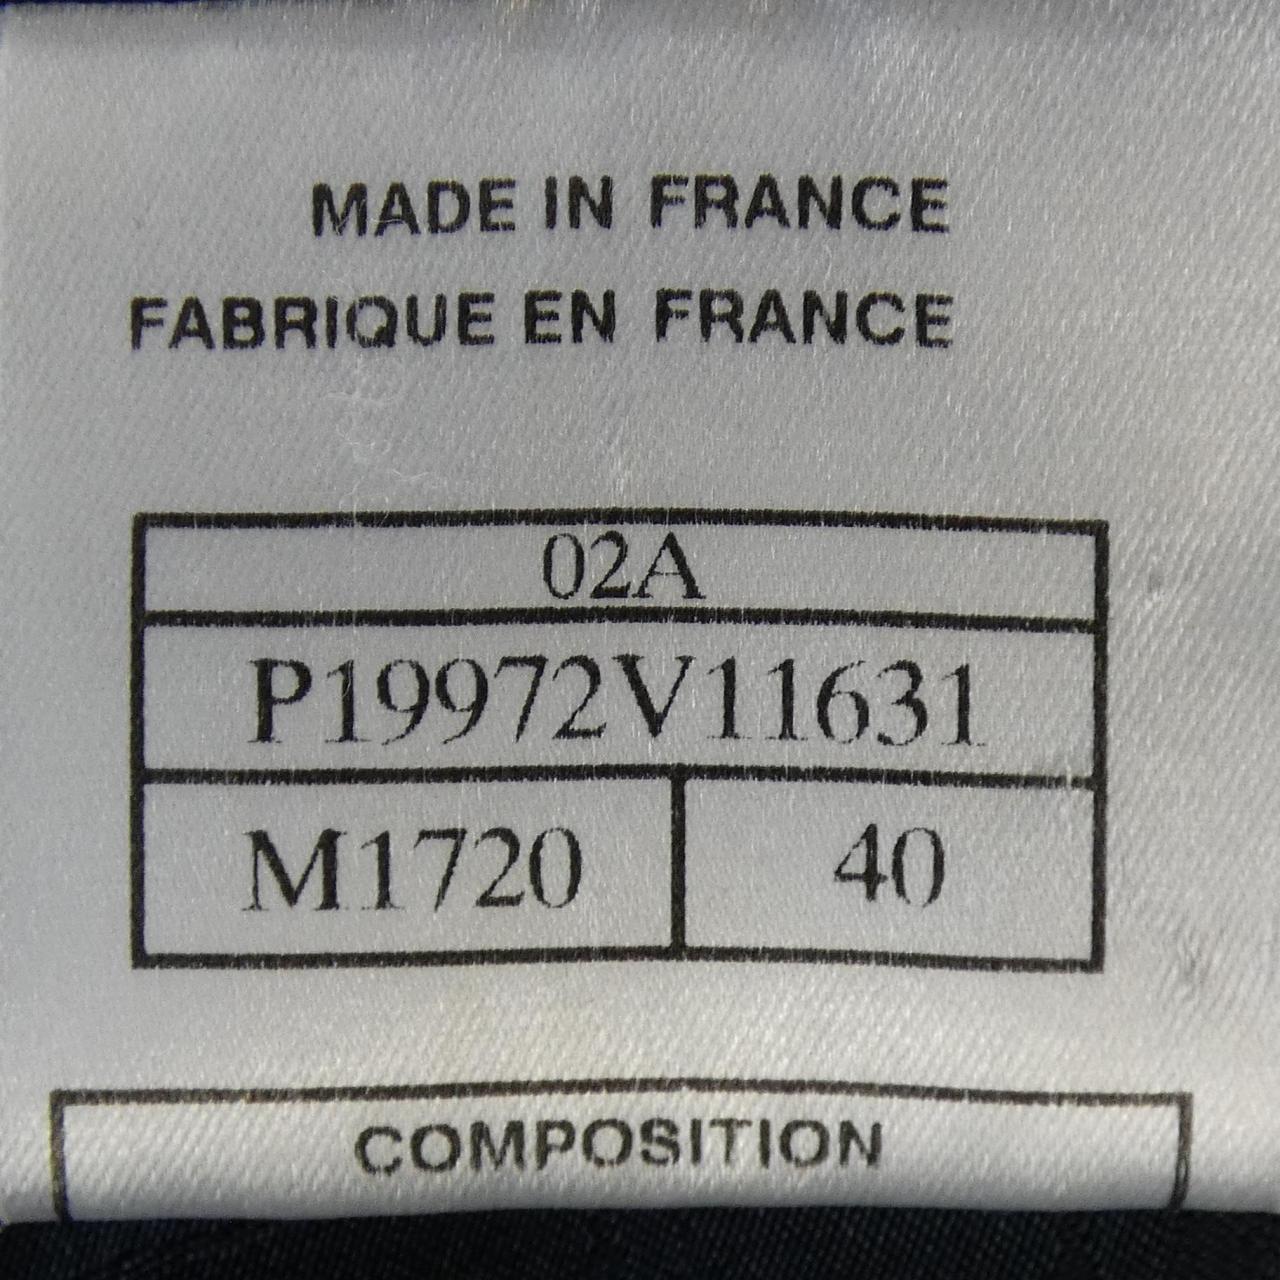 MADE IN FRANCE
FABRIQUE EN FRANCE
02A
P19972V11631
M1720 40
COMPOSITION